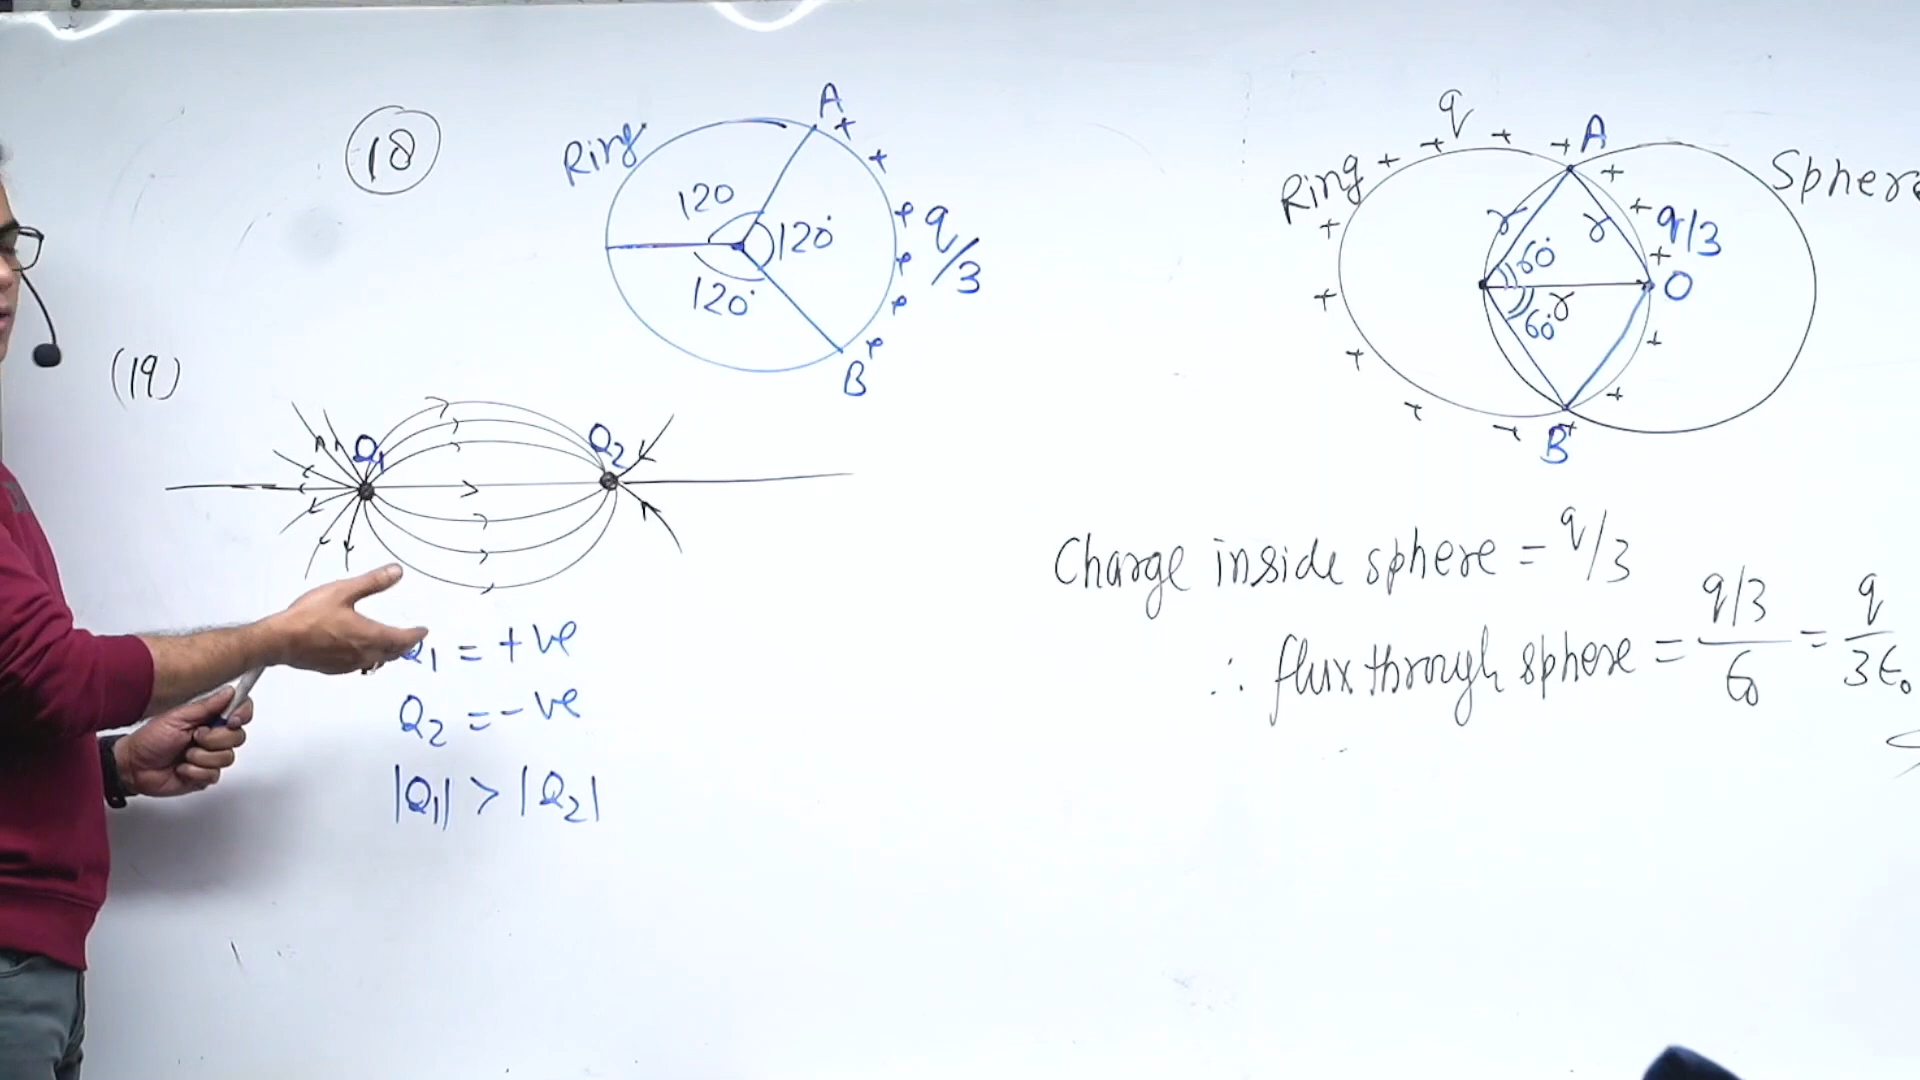 18
Ring
A
+
+
+
+
+
+
q/3
120
120°
120°
B
q
Ring
+ + + + A
Sphere
+
+
+
q/3
r
r
60°
r
60°
O
+
+
+
+
+
+
+
+
B
(19)
Q1
Q2
Q1 = +ve
Q2 = -ve
|Q1| > |Q2|
Charge inside sphere = q/3
∴ flux through sphere = q/3 / ε0 = q / 3ε0